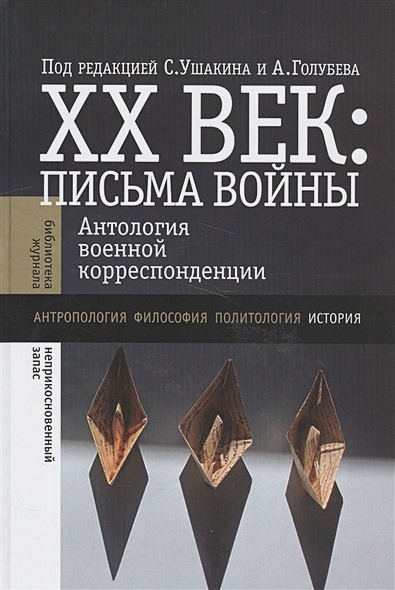 Под редакцией С.Ушакина и А.Голубева
XX ВЕК:
ПИСЬМА ВОЙНЫ
Антология
военной
корреспонденции
библиотека
журнала
АНТРОПОЛОГИЯ ФИЛОСОФИЯ ПОЛИТОЛОГИЯ ИСТОРИЯ
неприкосновенный
запас